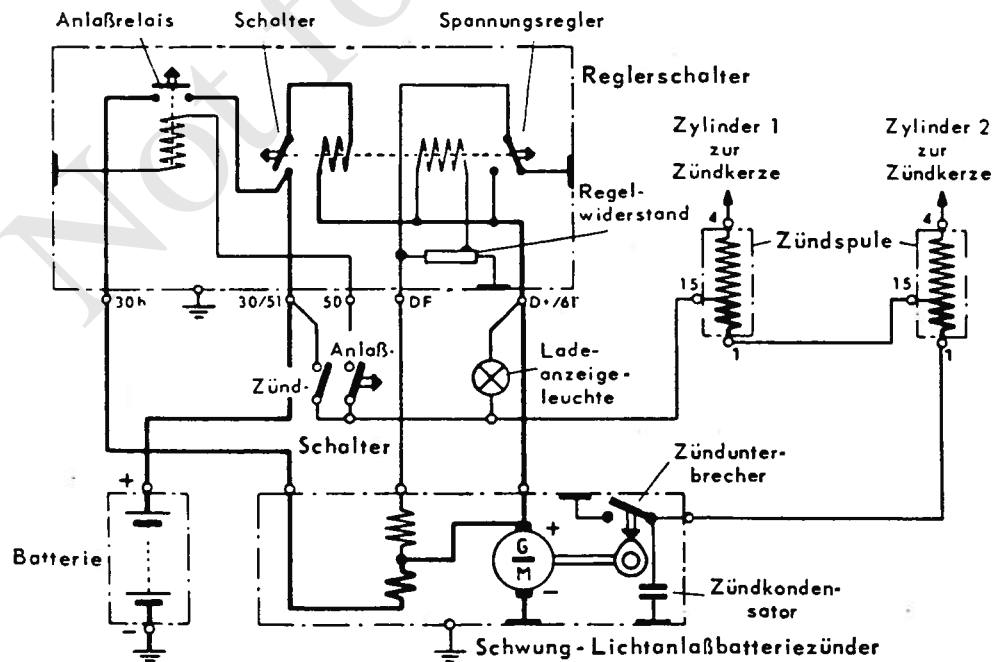 Not fo
Anlaßrelais
Schalter
Spannungsregler
Reglerschalter
Zylinder 1
zur
Zündkerze
Zylinder 2
zur
Zündkerze
Regel-
widerstand
4
4
Zündspule
15
15
1
1
30h
30/51
50
DF
D+/61
Zünd-
Anlaß-
Schalter
Lade-
anzeige-
leuchte
Zündunter-
brecher
+
Batterie
-
+
G
M
-
Zündkonden-
sator
Schwung-Lichtanlaßbatteriezünder